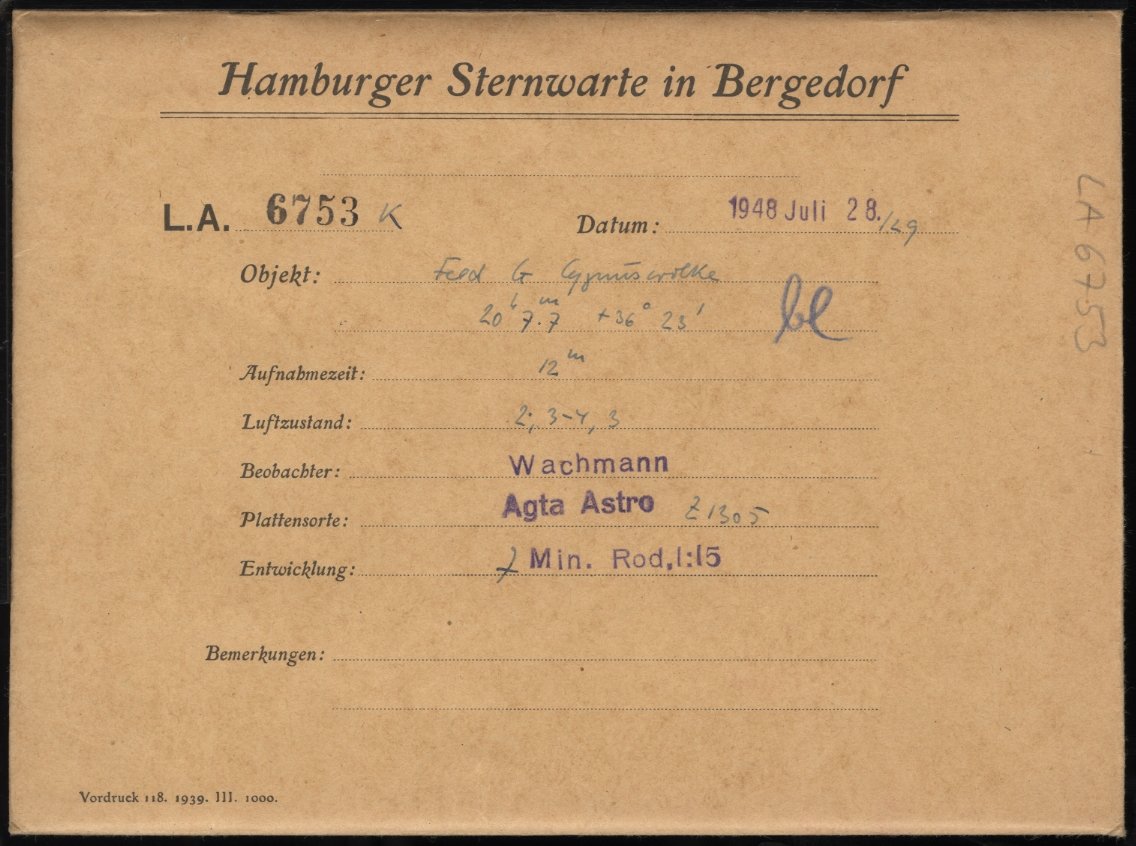 Hamburger Sternwarte in Bergedorf
L.A. 6753 K
Datum: 1948 Juli 28./29
Objekt: Feld G Cygnuswolke
20h 7.7m +36° 23'
bl
Aufnahmezeit: 12m
Luftzustand: 2; 3-4, 3
Beobachter: Wachmann
Plattensorte: Agfa Astro Z1305
Entwicklung: 7 Min. Rod, 1:15
Bemerkungen:
Vordruck 118. 1939. III. 1000.
LA 6753